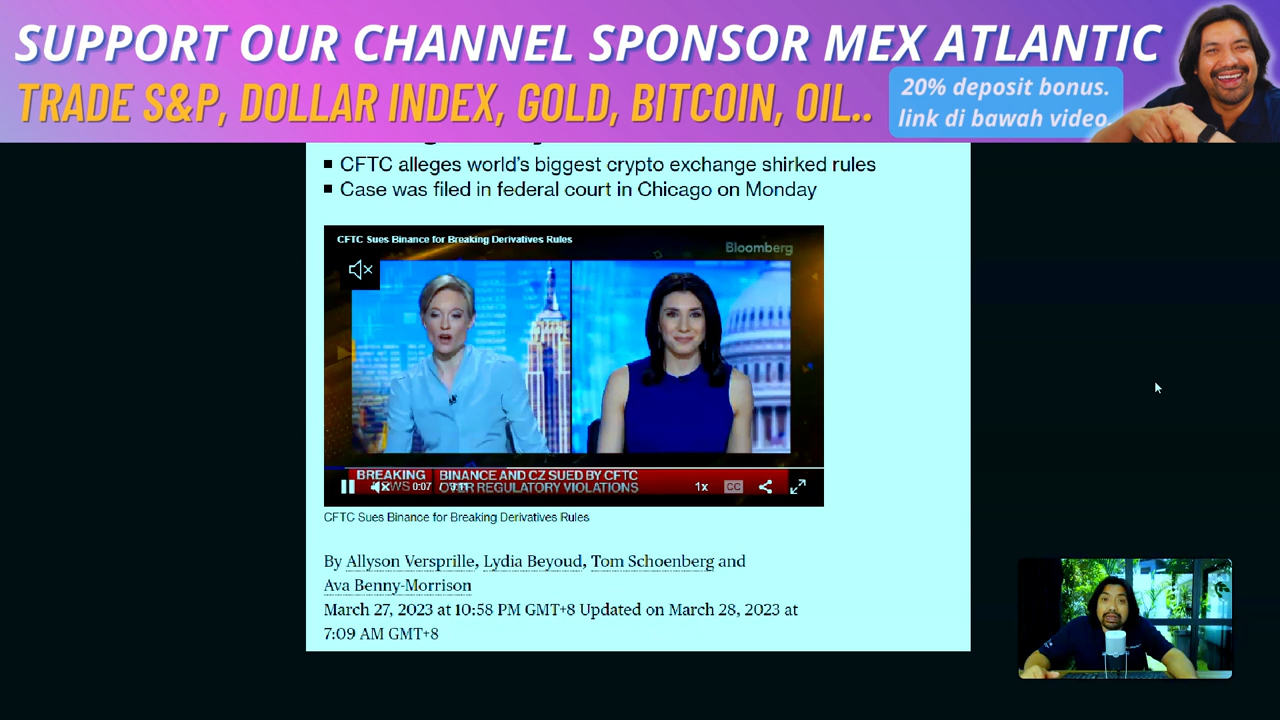 SUPPORT OUR CHANNEL SPONSOR MEX ATLANTIC
TRADE S&P, DOLLAR INDEX, GOLD, BITCOIN, OIL..
20% deposit bonus.
link di bawah video.
CFTC alleges world's biggest crypto exchange shirked rules
Case was filed in federal court in Chicago on Monday
CFTC Sues Binance for Breaking Derivatives Rules
Bloomberg
BREAKING
NEWS
BINANCE AND CZ SUED BY CFTC
OVER REGULATORY VIOLATIONS
0:07
1x
CC
CFTC Sues Binance for Breaking Derivatives Rules
By Allyson Versprille, Lydia Beyoud, Tom Schoenberg and
Ava Benny-Morrison
March 27, 2023 at 10:58 PM GMT+8 Updated on March 28, 2023 at
7:09 AM GMT+8